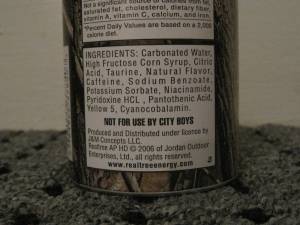 Not a significant source of calories from fat,
saturated fat, cholesterol, dietary fiber,
vitamin A, vitamin C, calcium, and iron.
*Percent Daily Values are based on a 2,000
calorie diet.
INGREDIENTS: Carbonated Water,
High Fructose Corn Syrup, Citric
Acid, Taurine, Natural Flavor,
Caffeine, Sodium Benzoate,
Potassium Sorbate, Niacinamide,
Pyridoxine HCL , Pantothenic Acid,
Yellow 5, Cyanocobalamin.
NOT FOR USE BY CITY BOYS
Produced and Distributed under licence by
J&M Concepts LLC.
Realtree AP HD © 2006 of Jordan Outdoor
Enterprises, Ltd., all rights reserved.
www.realtreeenergy.com